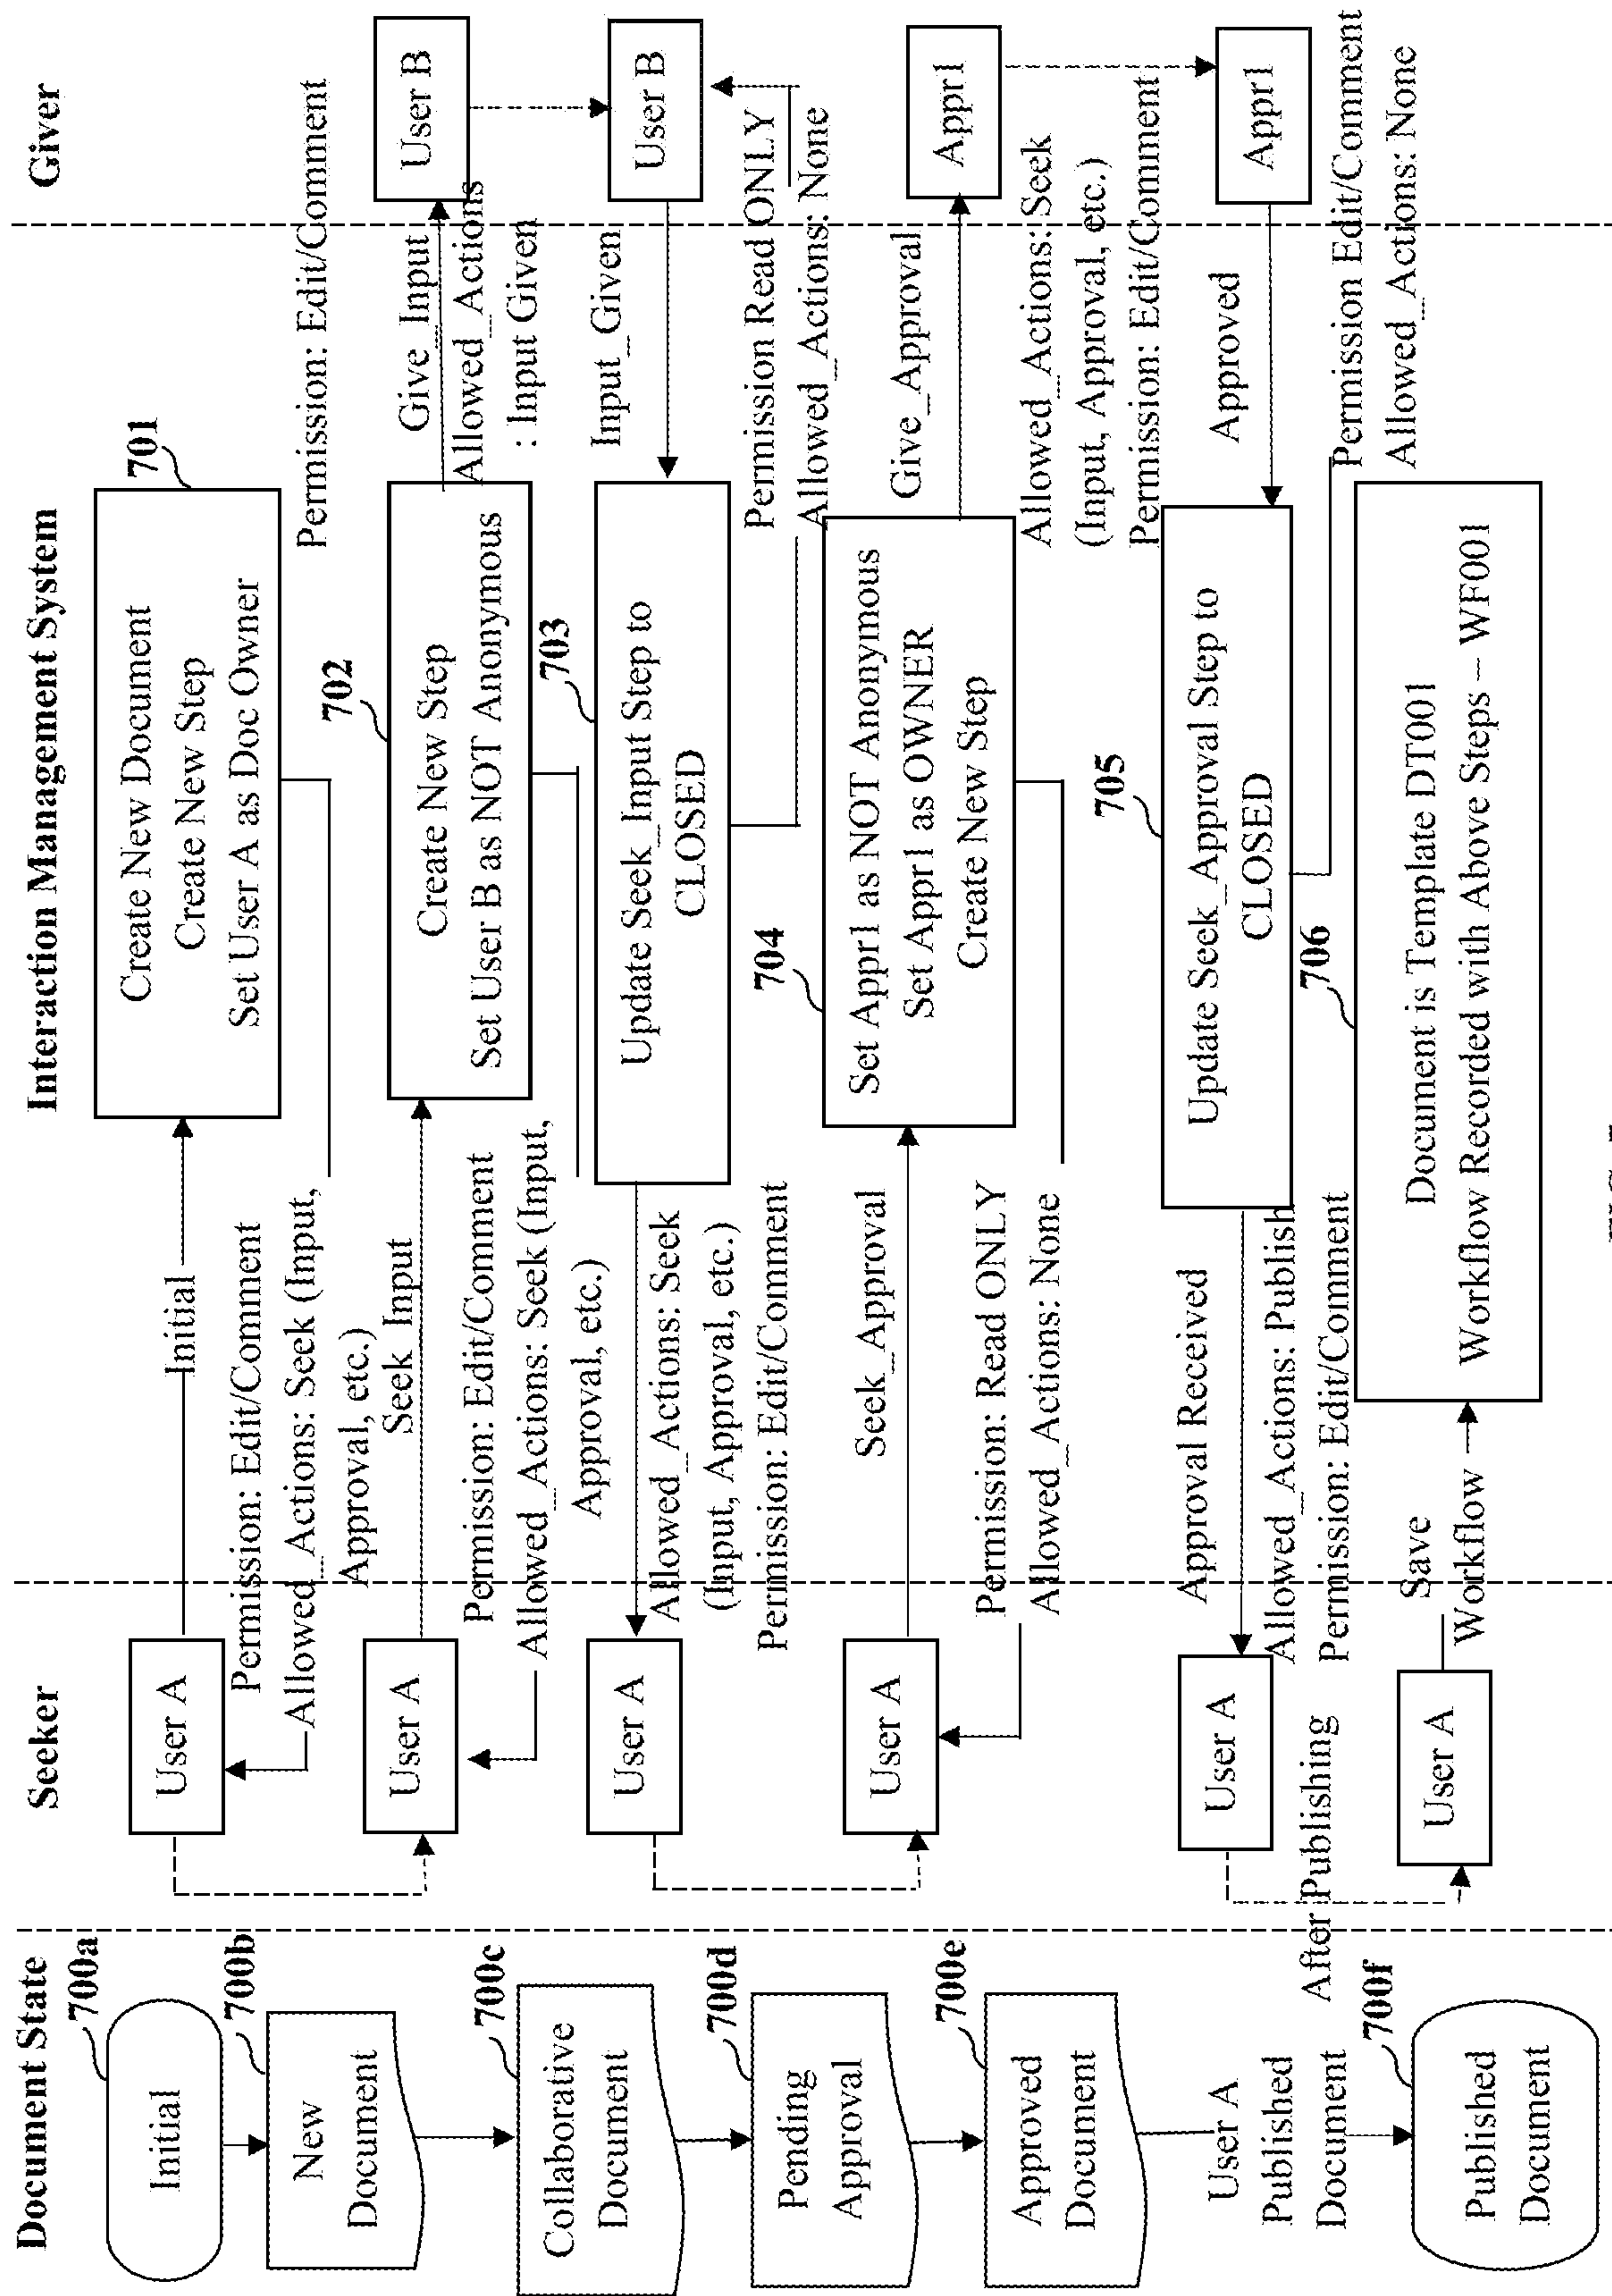 Document State
Seeker
Interaction Management System
Giver
700a
Initial
700b
New
Document
700c
Collaborative
Document
700d
Pending
Approval
700e
Approved
Document
User A
Published
Document
700f
Published
Document
User A
Initial
701
Create New Document
Create New Step
Set User A as Doc Owner
Permission: Edit/Comment
Allowed_Actions: Seek (Input,
Approval, etc.)
User A
Seek_Input
702
Create New Step
Set User B as NOT Anonymous
Permission: Edit/Comment
Give_Input
Allowed_Actions
: Input Given
User B
Permission: Edit/Comment
Allowed_Actions: Seek (Input,
Approval, etc.)
User A
703
Update Seek_Input Step to
CLOSED
Input_Given
User B
Allowed_Actions: Seek
(Input, Approval, etc.)
Permission: Edit/Comment
Permission Read ONLY
Allowed_Actions: None
User A
Seek_Approval
704
Set Appr1 as NOT Anonymous
Set Appr1 as OWNER
Create New Step
Give_Approval
Appr1
Permission: Read ONLY
Allowed_Actions: None
Allowed_Actions: Seek
(Input, Approval, etc.)
Permission: Edit/Comment
User A
Approval Received
705
Update Seek_Approval Step to
CLOSED
Approved
Appr1
Allowed_Actions: Publish
Permission: Edit/Comment
After Publishing
Permission Edit/Comment
Allowed_Actions: None
User A
Save
Workflow
706
Document is Template DT001
Workflow Recorded with Above Steps – WF001